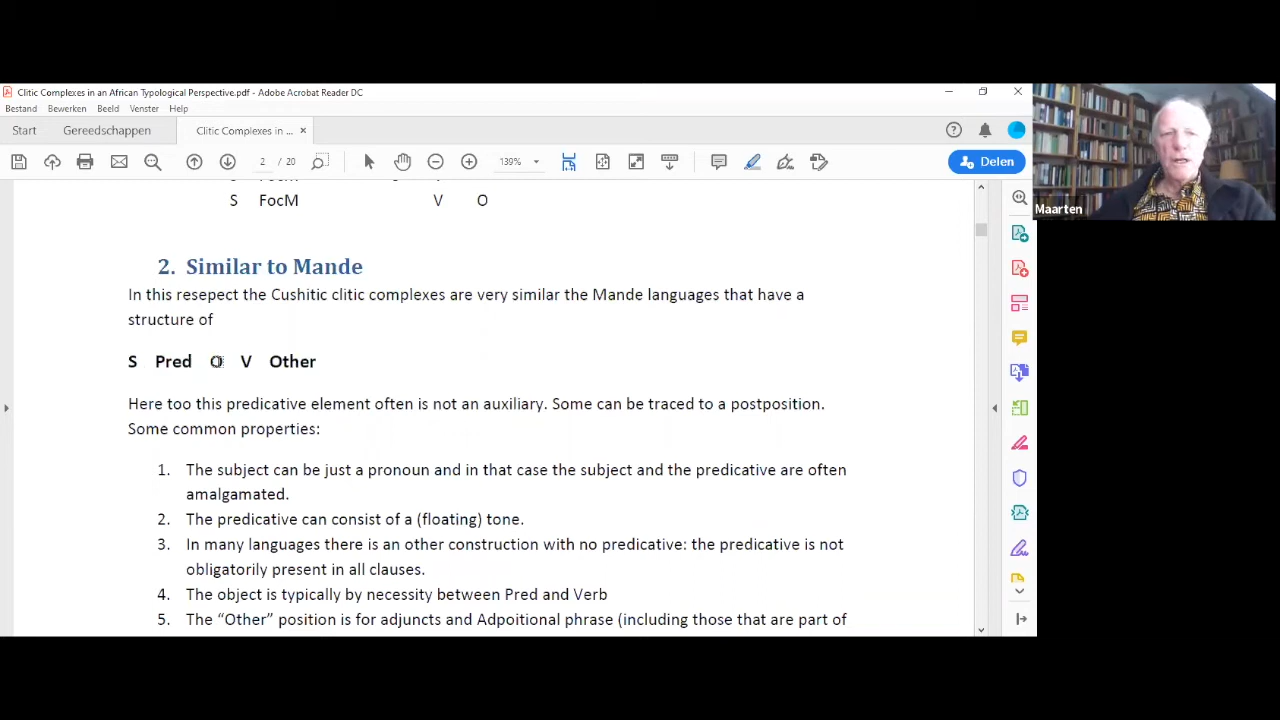 Clitic Complexes in an African Typological Perspective.pdf - Adobe Acrobat Reader DC
Bestand Bewerken Beeld Venster Help
Start Gereedschappen Clitic Complexes in ... ×
2 / 20 139% Delen
Maarten
S FocM V O
2. Similar to Mande
In this resepect the Cushitic clitic complexes are very similar the Mande languages that have a
structure of
S Pred O V Other
Here too this predicative element often is not an auxiliary. Some can be traced to a postposition.
Some common properties:
1. The subject can be just a pronoun and in that case the subject and the predicative are often
amalgamated.
2. The predicative can consist of a (floating) tone.
3. In many languages there is an other construction with no predicative: the predicative is not
obligatorily present in all clauses.
4. The object is typically by necessity between Pred and Verb
5. The “Other” position is for adjuncts and Adpoitional phrase (including those that are part of